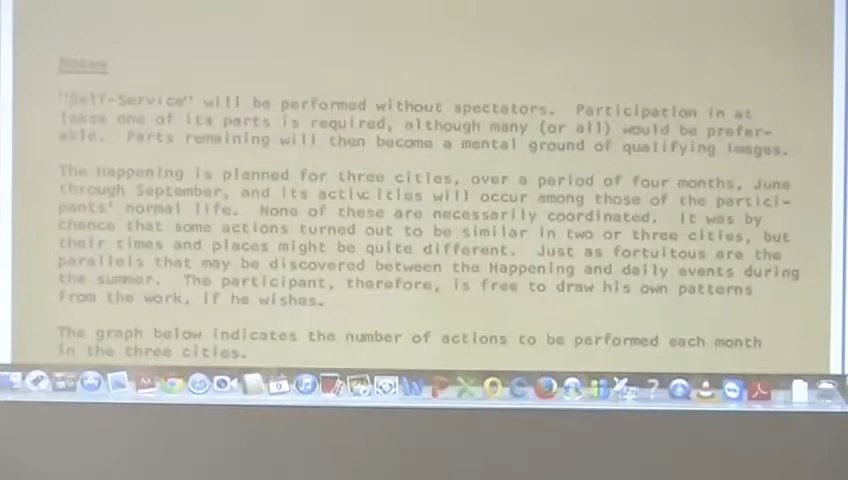 Notes
"Self-Service" will be performed without spectators. Participation in at
least one of its parts is required, although many (or all) would be prefer-
able. Parts remaining will then become a mental ground of qualifying images.
The Happening is planned for three cities, over a period of four months, June
through September, and its activities will occur among those of the partici-
pants' normal life. None of these are necessarily coordinated. It was by
chance that some actions turned out to be similar in two or three cities, but
their times and places might be quite different. Just as fortuitous are the
parallels that may be discovered between the Happening and daily events during
the summer. The participant, therefore, is free to draw his own patterns
from the work, if he wishes.
The graph below indicates the number of actions to be performed each month
in the three cities.